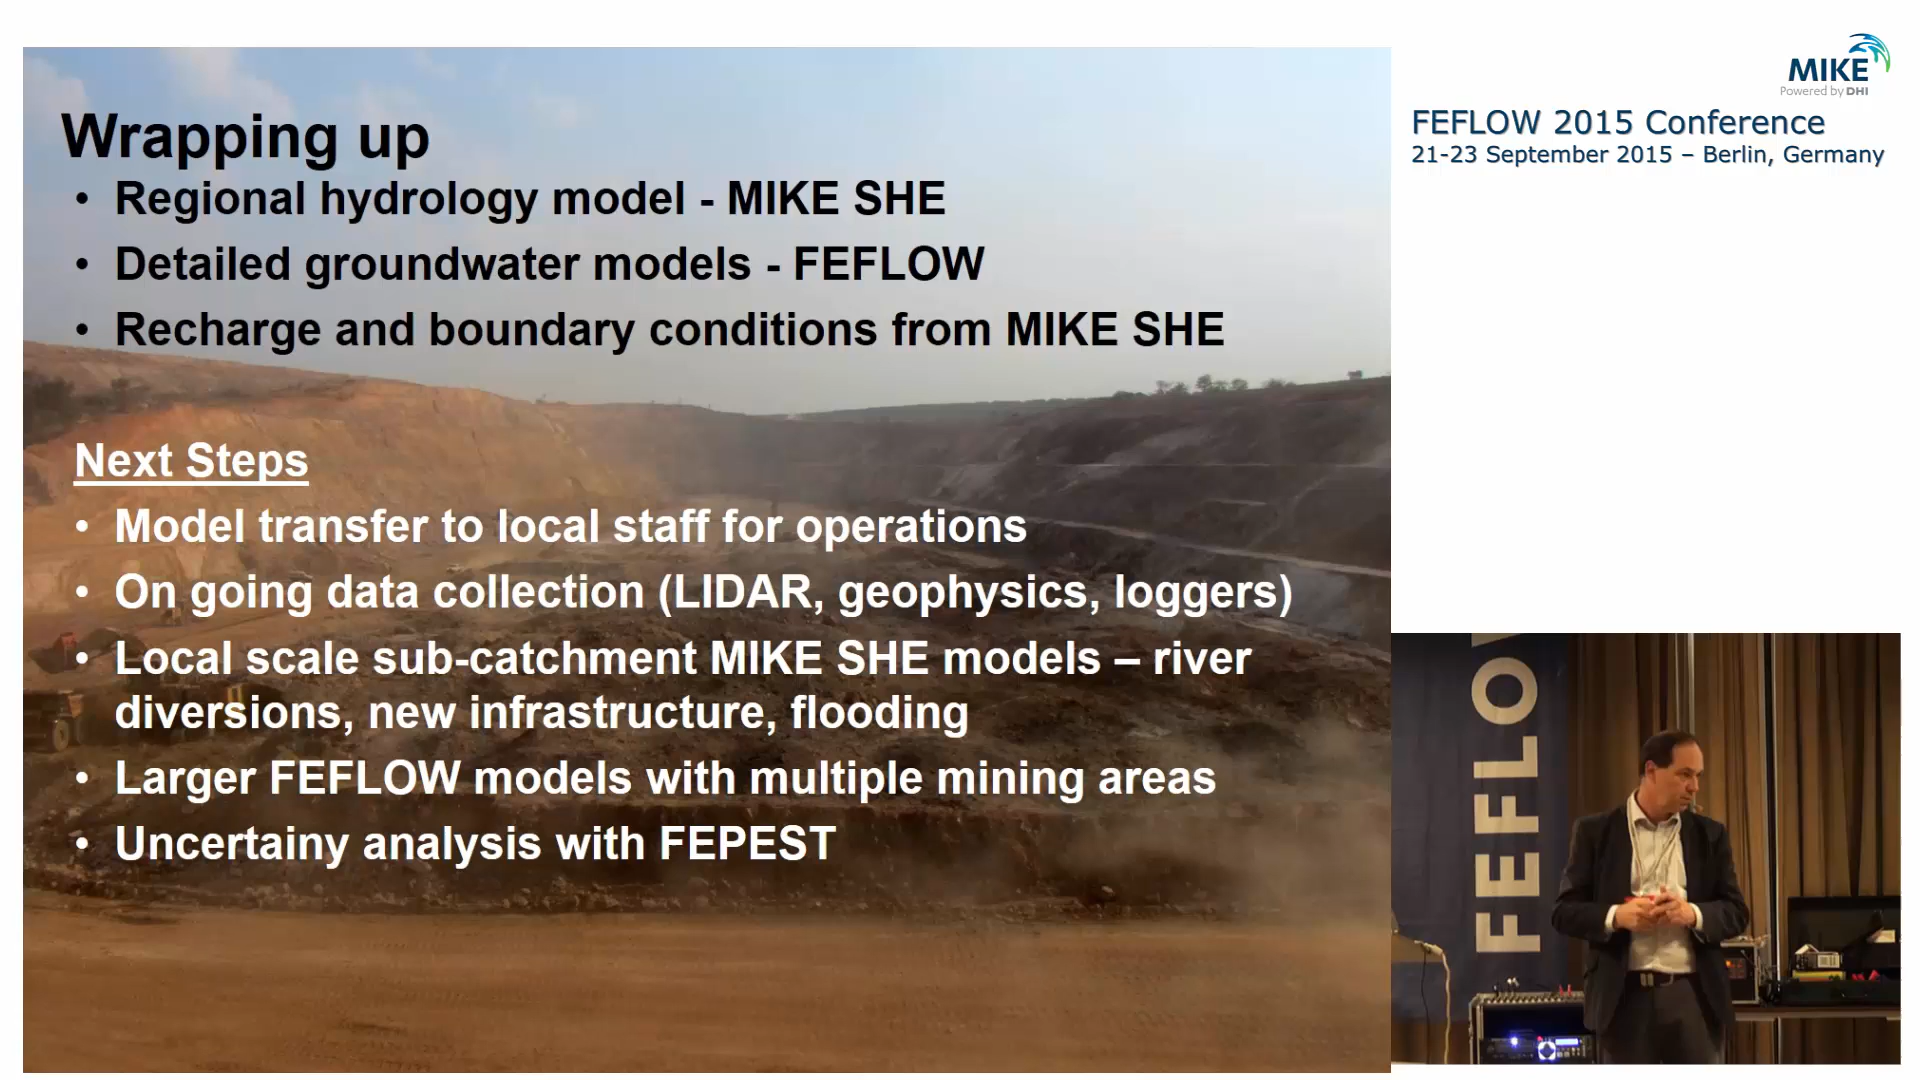 MIKE
Powered by DHI
FEFLOW 2015 Conference
21-23 September 2015 – Berlin, Germany
Wrapping up
• Regional hydrology model - MIKE SHE
• Detailed groundwater models - FEFLOW
• Recharge and boundary conditions from MIKE SHE
Next Steps
• Model transfer to local staff for operations
• On going data collection (LIDAR, geophysics, loggers)
• Local scale sub-catchment MIKE SHE models – river
diversions, new infrastructure, flooding
• Larger FEFLOW models with multiple mining areas
• Uncertainy analysis with FEPEST
FEFLO